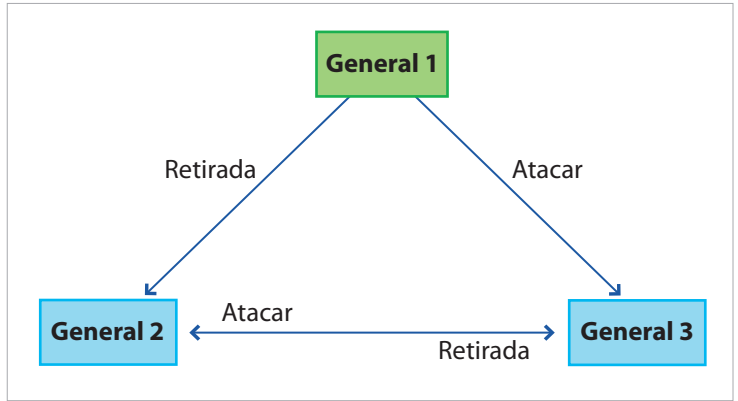 General 1
Retirada
Atacar
General 2
Atacar
Retirada
General 3